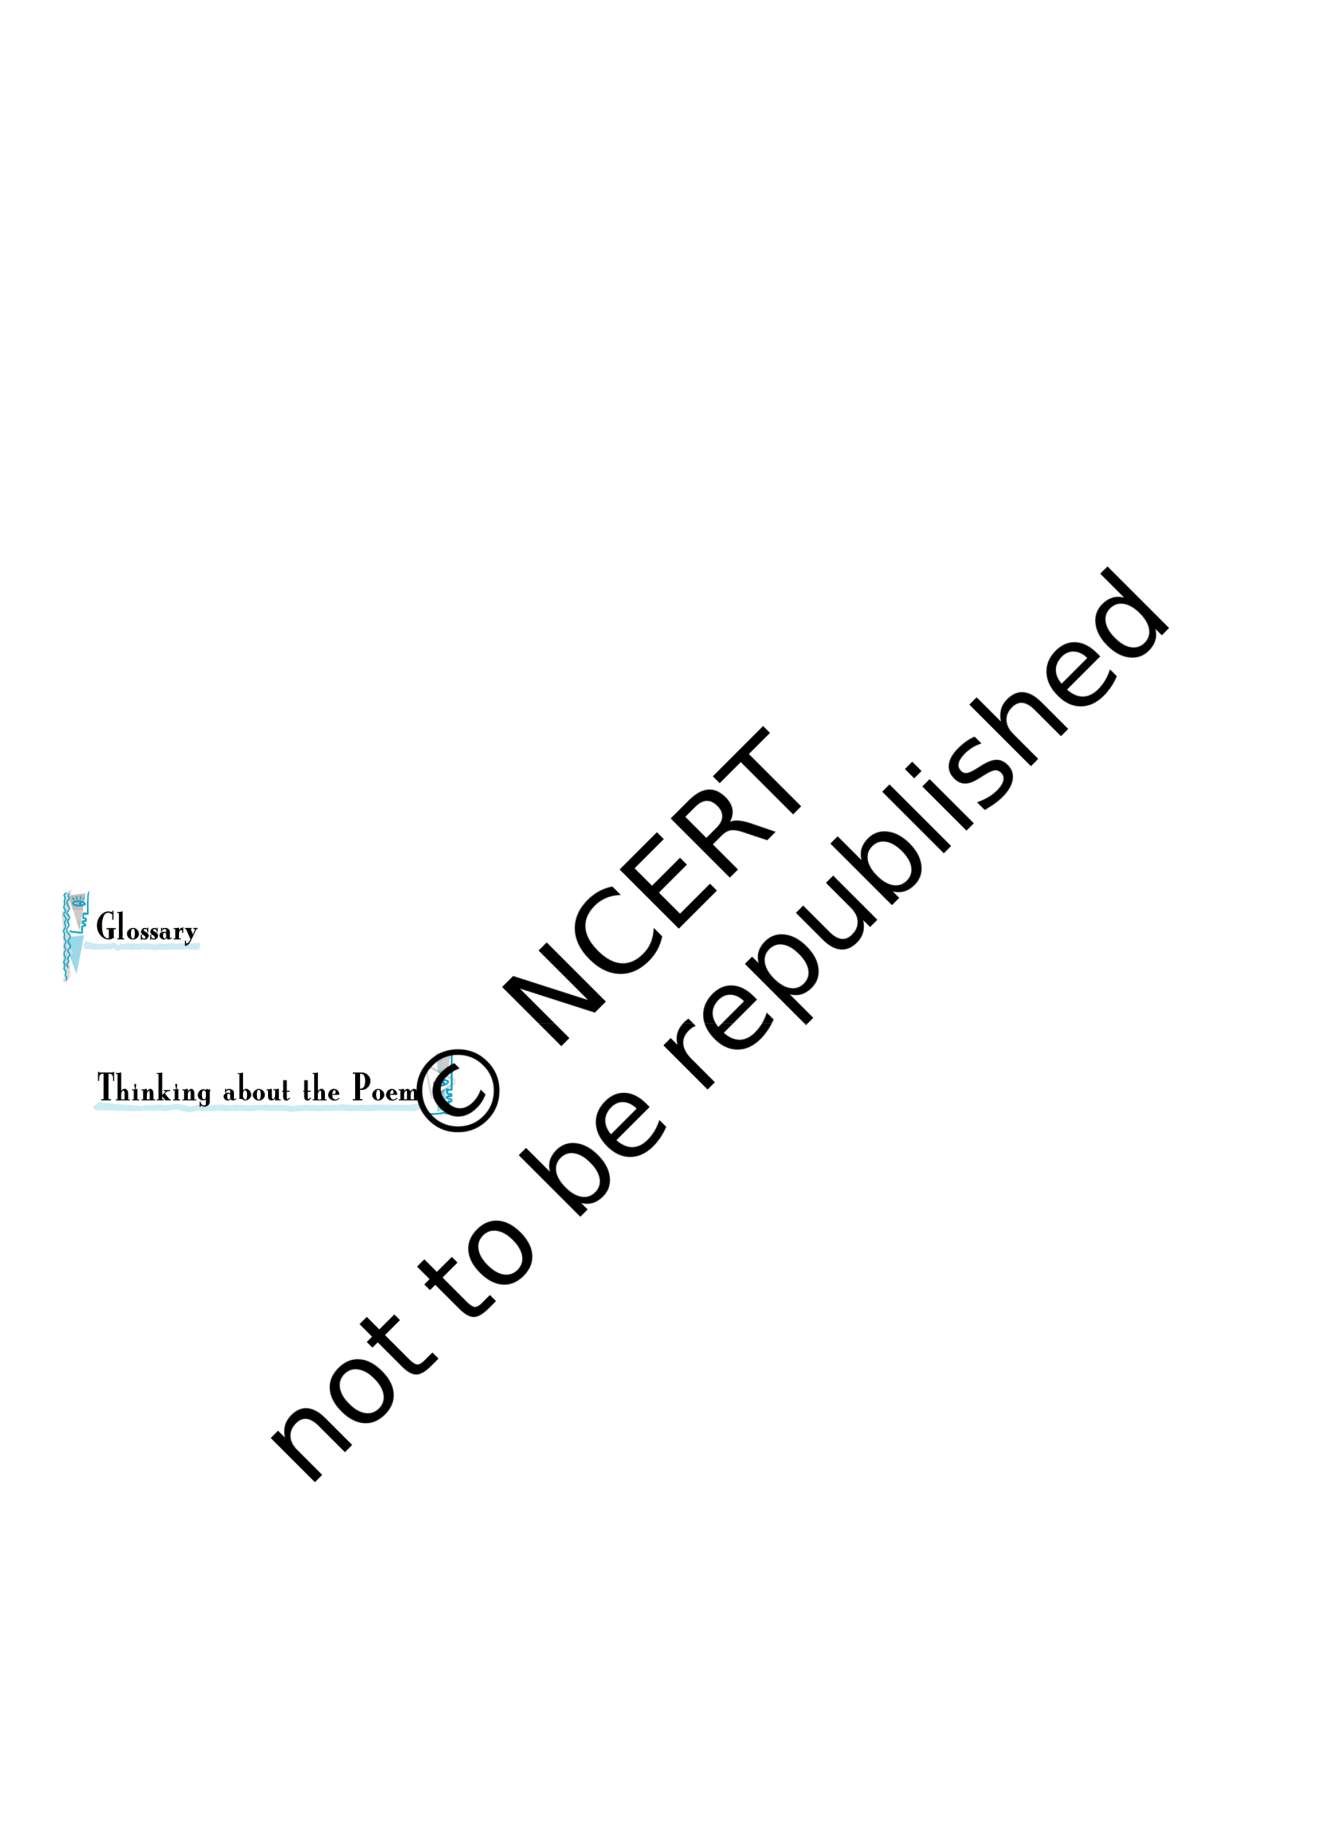 Glossary
Thinking about the Poem
© NCERT
not to be republished